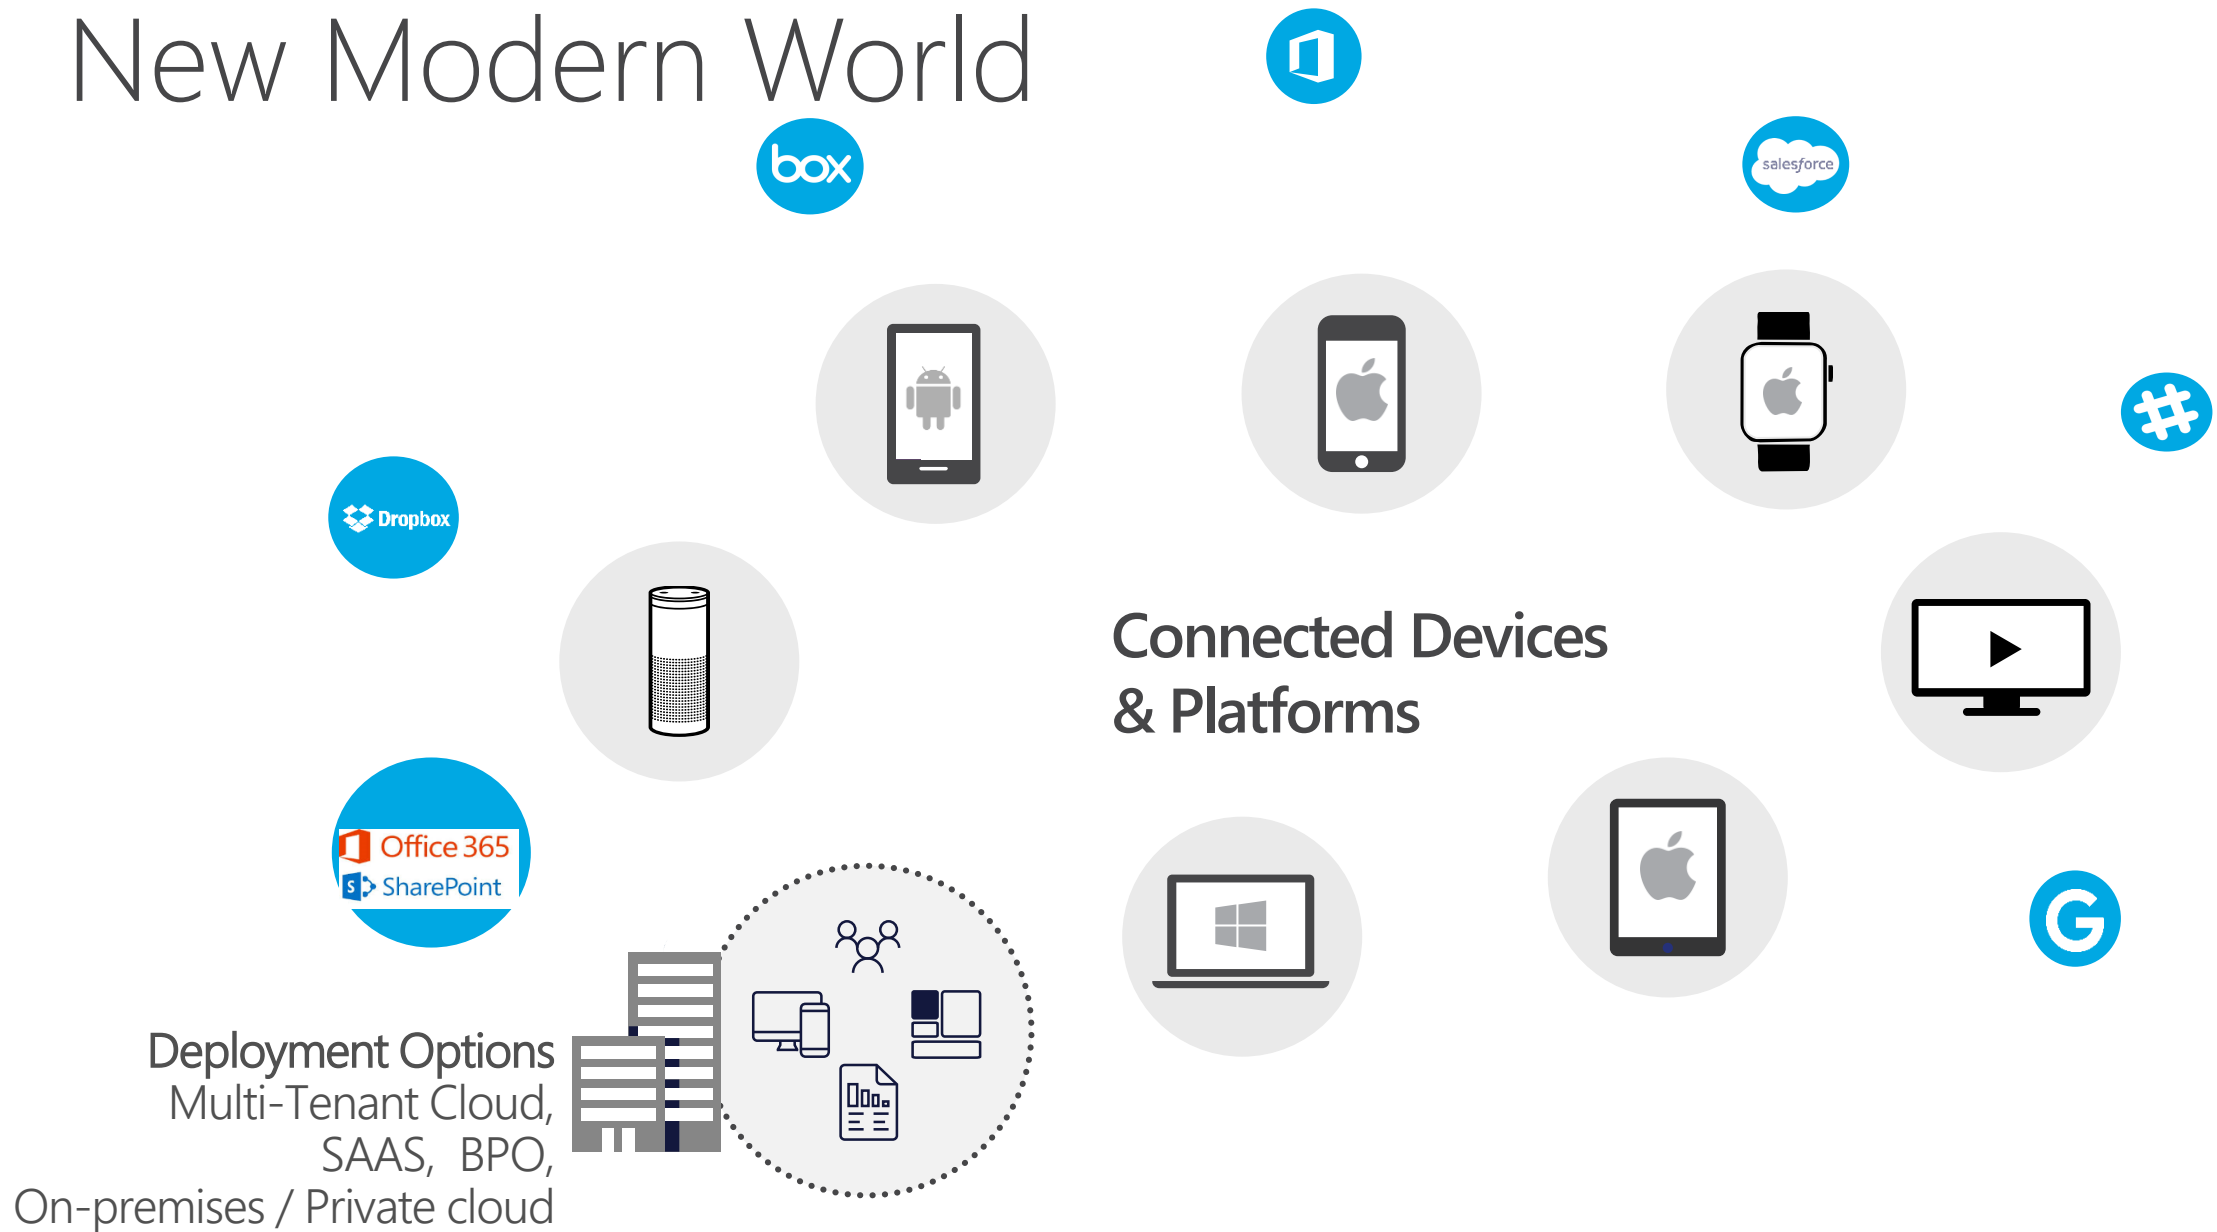 New Modern World
box
salesforce
Dropbox
Connected Devices
& Platforms
Office 365
S SharePoint
G
Deployment Options
Multi-Tenant Cloud,
SAAS, BPO,
On-premises / Private cloud